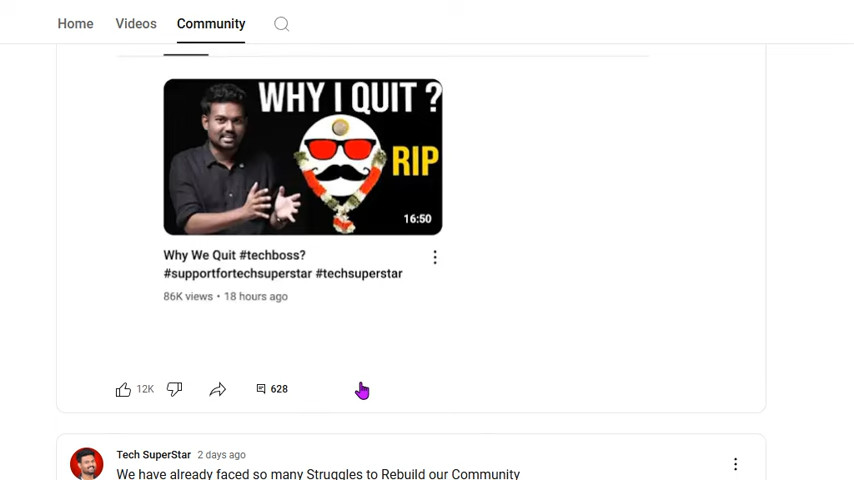 Home Videos Community
WHY I QUIT ?
RIP
16:50
Why We Quit #techboss?
#supportfortechsuperstar #techsuperstar
86K views • 18 hours ago
12K 628
Tech SuperStar 2 days ago
We have already faced so many Struggles to Rebuild our Community